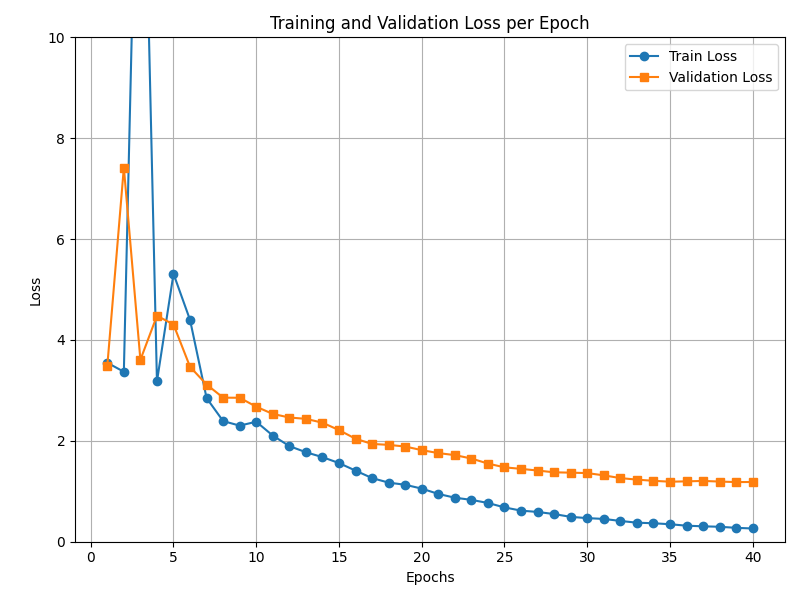 Training and Validation Loss per Epoch
Train Loss
Validation Loss
Loss
10
8
6
4
2
0
0 5 10 15 20 25 30 35 40
Epochs